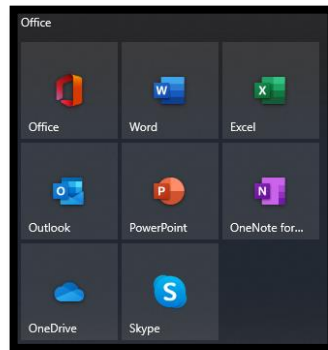 Office
Office Word Excel
Outlook PowerPoint OneNote for...
OneDrive Skype